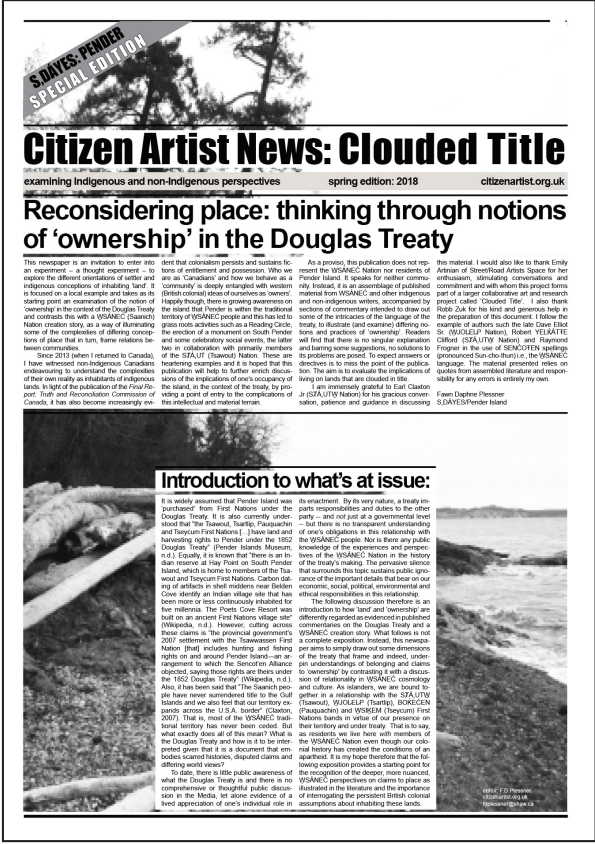 S,DÁYES: PENDER
SPECIAL EDITION
Citizen Artist News: Clouded Title
examining Indigenous and non-Indigenous perspectives
spring edition: 2018
citizenartist.org.uk
Reconsidering place: thinking through notions
of ‘ownership’ in the Douglas Treaty
This newspaper is an invitation to enter into
an experiment – a thought experiment – to
explore the different orientations of settler and
indigenous conceptions of inhabiting ‘land’. It
is focused on a local example and takes as its
starting point an examination of the notion of
‘ownership’ in the context of the Douglas Treaty
and contrasts this with a W̱SÁNEĆ (Saanich)
Nation creation story, as a way of illuminating
some of the complexities of differing concep-
tions of place that in turn, frame relations be-
tween communities.
Since 2013 (when I returned to Canada),
I have witnessed non-Indigenous Canadians
endeavouring to understand the complexities
of their own reality as inhabitants of indigenous
lands. In light of the publication of the Final Re-
port: Truth and Reconciliation Commission of
Canada, it has also become increasingly evi-
dent that colonialism persists and sustains fic-
tions of entitlement and possession. Who we
are as ‘Canadians’ and how we behave as a
‘community’ is deeply entangled with western
(British colonial) ideas of ourselves as ‘owners’.
Happily though, there is growing awareness on
the island that Pender is within the traditional
territory of W̱SÁNEĆ people and this has led to
grass roots activities such as a Reading Circle,
the erection of a monument on South Pender
and some celebratory social events, the latter
two in collaboration with primarily members
of the SȾÁ,UT (Tsawout) Nation. These are
heartening examples and it is hoped that this
publication will help to further enrich discus-
sions of the implications of one's occupancy of
the island, in the context of the treaty, by pro-
viding a point of entry to the complications of
this intellectual and material terrain.
As a proviso, this publication does not rep-
resent the W̱SÁNEĆ Nation nor residents of
Pender Island. It speaks for neither commu-
nity. Instead, it is an assemblage of published
material from W̱SÁNEĆ and other indigenous
and non-indigenous writers, accompanied by
sections of commentary intended to draw out
some of the intricacies of the language of the
treaty, to illustrate (and examine) differing no-
tions and practices of ‘ownership’. Readers
will find that there is no singular explanation
and barring some suggestions, no solutions to
its problems are posed. To expect answers or
directives is to miss the point of the publica-
tion. The aim is to evaluate the implications of
living on lands that are clouded in title.
I am immensely grateful to Earl Claxton
Jr (SȾÁ,UTW̱ Nation) for his gracious conver-
sation, patience and guidance in discussing
this material. I would also like to thank Emily
Artinian of Street/Road Artists Space for her
enthusiasm, stimulating conversations and
commitment and with whom this project forms
part of a larger collaborative art and research
project called ‘Clouded Title’. I also thank
Robb Zuk for his kind and generous help in
the preparation of this document. I follow the
example of authors such the late Dave Elliot
Sr. (W̱JOLELP Nation), Robert YELḰÁTŦE
Clifford (SȾÁ,UTW̱ Nation) and Raymond
Frogner in the use of SENĆOŦEN spellings
(pronounced Sun-cho-thun) i.e., the W̱SÁNEĆ
language. The material presented relies on
quotes from assembled literature and respon-
sibility for any errors is entirely my own.
Fawn Daphne Plessner
S,DÁYES/Pender Island
Introduction to what's at issue:
It is widely assumed that Pender Island was
‘purchased’ from First Nations under the
Douglas Treaty. It is also currently under-
stood that "the Tsawout, Tsartlip, Pauquachin
and Tseycum First Nations [...] have land and
harvesting rights to Pender under the 1852
Douglas Treaty" (Pender Islands Museum,
n.d.). Equally, it is known that "there is an In-
dian reserve at Hay Point on South Pender
Island, which is home to members of the Tsa-
wout and Tseycum First Nations. Carbon dat-
ing of artifacts in shell middens near Belden
Cove identify an Indian village site that has
been more or less continuously inhabited for
five millennia. The Poets Cove Resort was
built on an ancient First Nations village site"
(Wikipedia, n.d.). However, cutting across
these claims is "the provincial government's
2007 settlement with the Tsawwassen First
Nation [that] includes hunting and fishing
rights on and around Pender Island—an ar-
rangement to which the Sencot'en Alliance
objected, saying those rights are theirs under
the 1852 Douglas Treaty" (Wikipedia, n.d.).
Also, it has been said that "The Saanich peo-
ple have never surrendered title to the Gulf
Islands and we also feel that our territory ex-
pands across the U.S.A. border" (Claxton,
2007). That is, most of the W̱SÁNEĆ tradi-
tional territory has never been ceded. But
what exactly does all of this mean? What is
the Douglas Treaty and how is it to be inter-
preted given that it is a document that em-
bodies scarred histories, disputed claims and
differing world views?
To date, there is little public awareness of
what the Douglas Treaty is and there is no
comprehensive or thoughtful public discus-
sion in the Media, let alone evidence of a
lived appreciation of one's individual role in
its enactment. By its very nature, a treaty im-
parts responsibilities and duties to the other
party -- and not just at a governmental level
-- but there is no transparent understanding
of one's obligations in this relationship with
the W̱SÁNEĆ people. Nor is there any public
knowledge of the experiences and perspec-
tives of the W̱SÁNEĆ Nation in the history
of the treaty's making. The pervasive silence
that surrounds this topic sustains public igno-
rance of the important details that bear on our
economic, social, political, environmental and
ethical responsibilities in this relationship.
The following discussion therefore is an
introduction to how 'land' and 'ownership' are
differently regarded as evidenced in published
commentaries on the Douglas Treaty and a
W̱SÁNEĆ creation story. What follows is not
a complete exposition. Instead, this newspa-
per aims to simply draw out some dimensions
of the treaty that frame and indeed, under-
pin understandings of belonging and claims
to 'ownership' by contrasting it with a discus-
sion of relationality in W̱SÁNEĆ cosmology
and culture. As islanders, we are bound to-
gether in a relationship with the SȾÁ,UTW̱
(Tsawout), W̱JOLELP (Tsartlip), BOḰEĆEN
(Pauquachin) and W̱SIḴEM (Tseycum) First
Nations bands in virtue of our presence on
their territory and under treaty. That is to say,
as residents we live here with members of
the W̱SÁNEĆ Nation even though our colo-
nial history has created the conditions of an
apartheid. It is my hope therefore that the fol-
lowing exposition provides a starting point for
the recognition of the deeper, more nuanced,
W̱SÁNEĆ perspectives on claims to place as
illustrated in the literature and the importance
of interrogating the persistent British colonial
assumptions about inhabiting these lands.
editor: F.D.Plessner
citizenartist.org.uk
fdplessner@shaw.ca